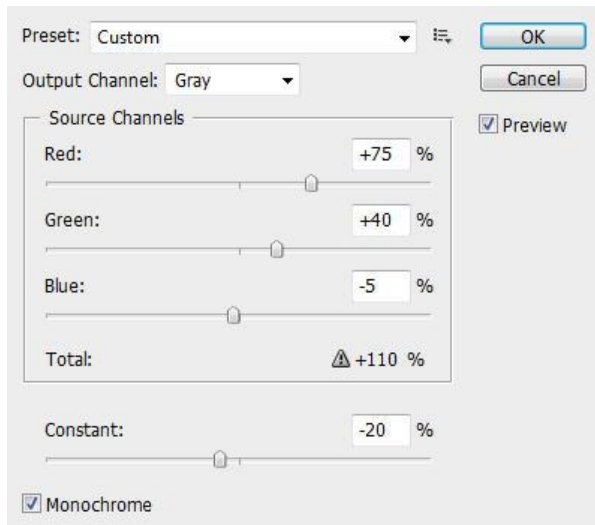 Preset: Custom OK
Output Channel: Gray Cancel
Source Channels Preview
Red: +75 %
Green: +40 %
Blue: -5 %
Total: +110 %
Constant: -20 %
Monochrome